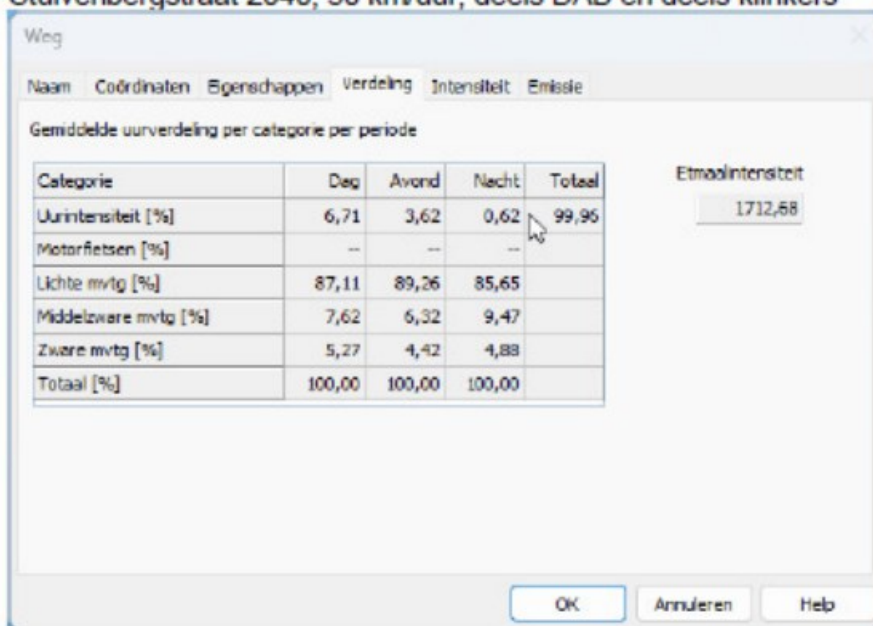 Weg
Naam Coördinaten Eigenschappen Verdeling Intensiteit Emissie
Gemiddelde uurverdeling per categorie per periode
Categorie Dag Avond Nacht Totaal
Etmaalintensiteit
Uurintensiteit [%] 6,71 3,62 0,62 99,96
1712,68
Motorfietsen [%] -- -- --
Lichte mvtg [%] 87,11 89,26 85,65
Middelzware mvtg [%] 7,62 6,32 9,47
Zware mvtg [%] 5,27 4,42 4,88
Totaal [%] 100,00 100,00 100,00
OK Annuleren Help